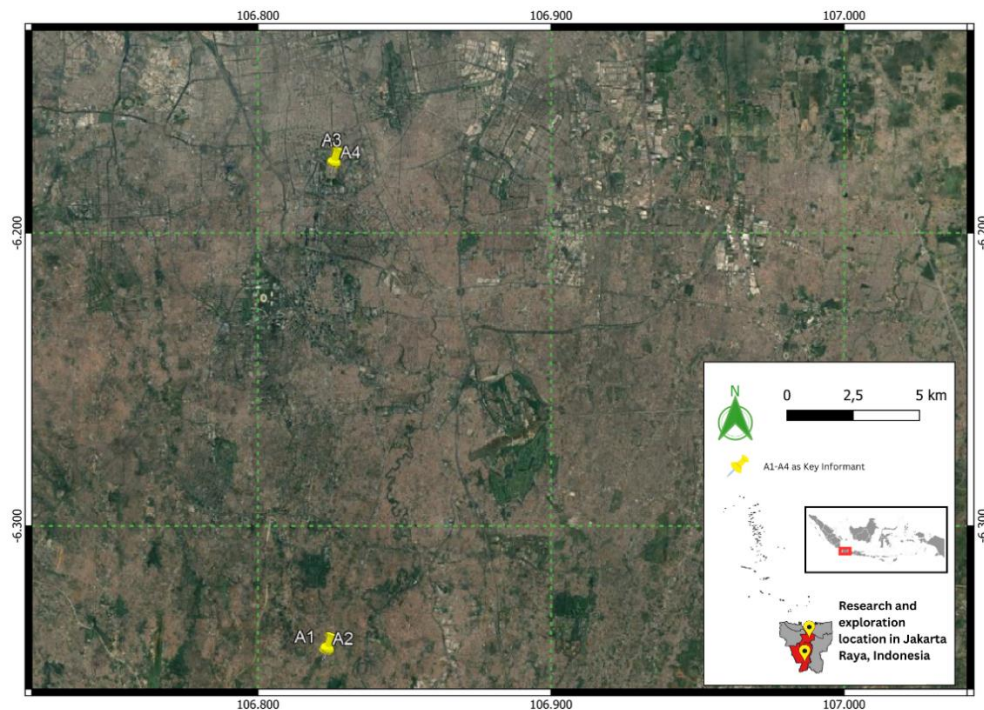 106.800 106.900 107.000
A3
A4
-6.200 -6.200
N
0 2,5 5 km
A1-A4 as Key Informant
-6.300 -6.300
Research and
exploration
location in Jakarta
Raya, Indonesia
A1 A2
106.800 106.900 107.000